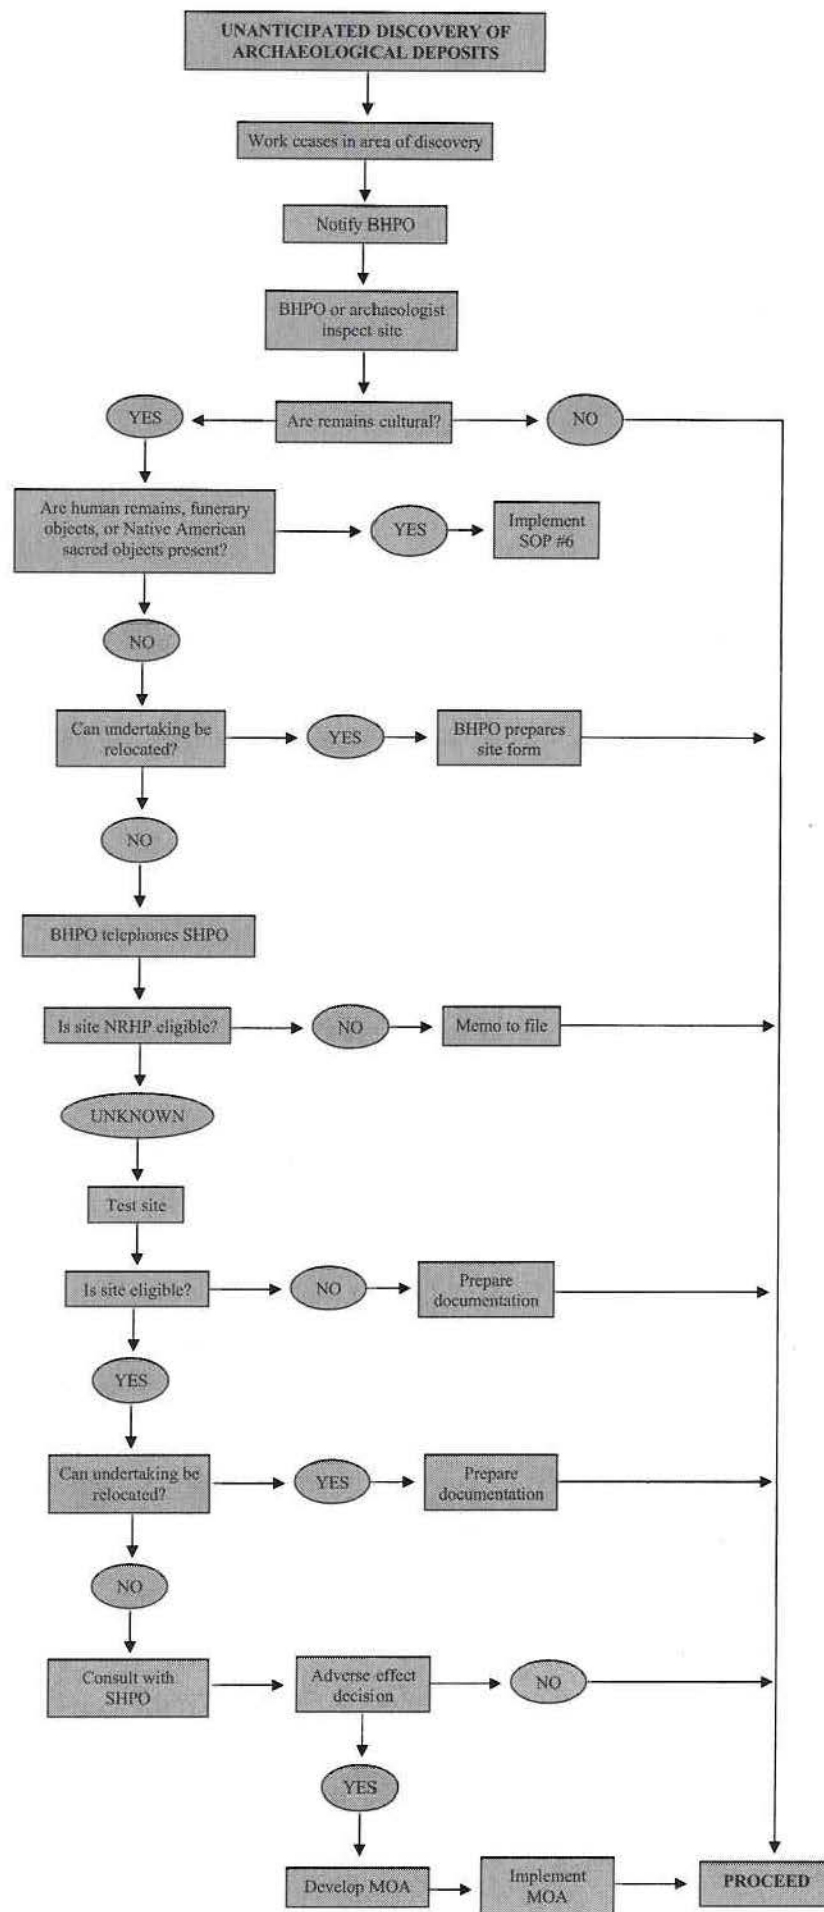 UNANTICIPATED DISCOVERY OF
ARCHAEOLOGICAL DEPOSITS
Work ceases in area of discovery
Notify BHPO
BHPO or archaeologist
inspect site
YES
Are remains cultural?
NO
Are human remains, funerary
objects, or Native American
sacred objects present?
YES
Implement
SOP #6
NO
Can undertaking be
relocated?
YES
BHPO prepares
site form
NO
BHPO telephones SHPO
Is site NRHP eligible?
NO
Memo to file
UNKNOWN
Test site
Is site eligible?
NO
Prepare
documentation
YES
Can undertaking be
relocated?
YES
Prepare
documentation
NO
Consult with
SHPO
Adverse effect
decision
NO
YES
Develop MOA
Implement
MOA
PROCEED